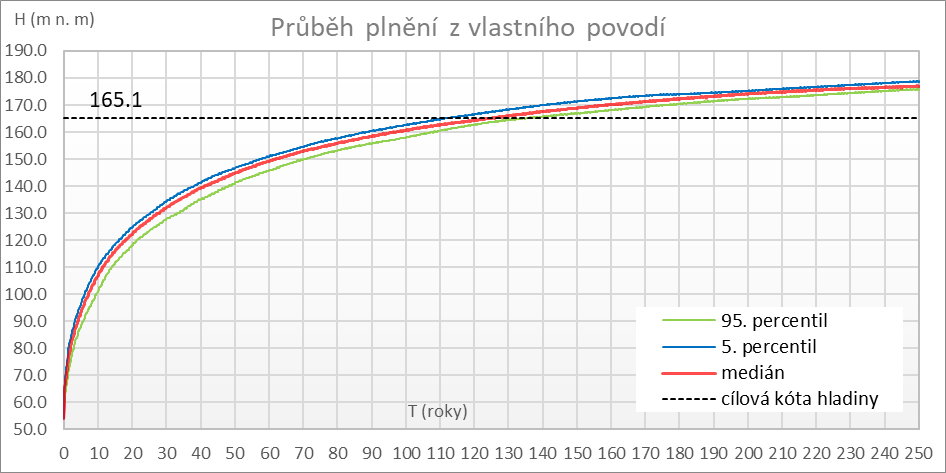 H (m n. m)
Průběh plnění z vlastního povodí
190.0
180.0
170.0
160.0
150.0
140.0
130.0
120.0
110.0
100.0
90.0
80.0
70.0
60.0
50.0
165.1
95. percentil
5. percentil
medián
cílová kóta hladiny
T (roky)
0 10 20 30 40 50 60 70 80 90 100 110 120 130 140 150 160 170 180 190 200 210 220 230 240 250